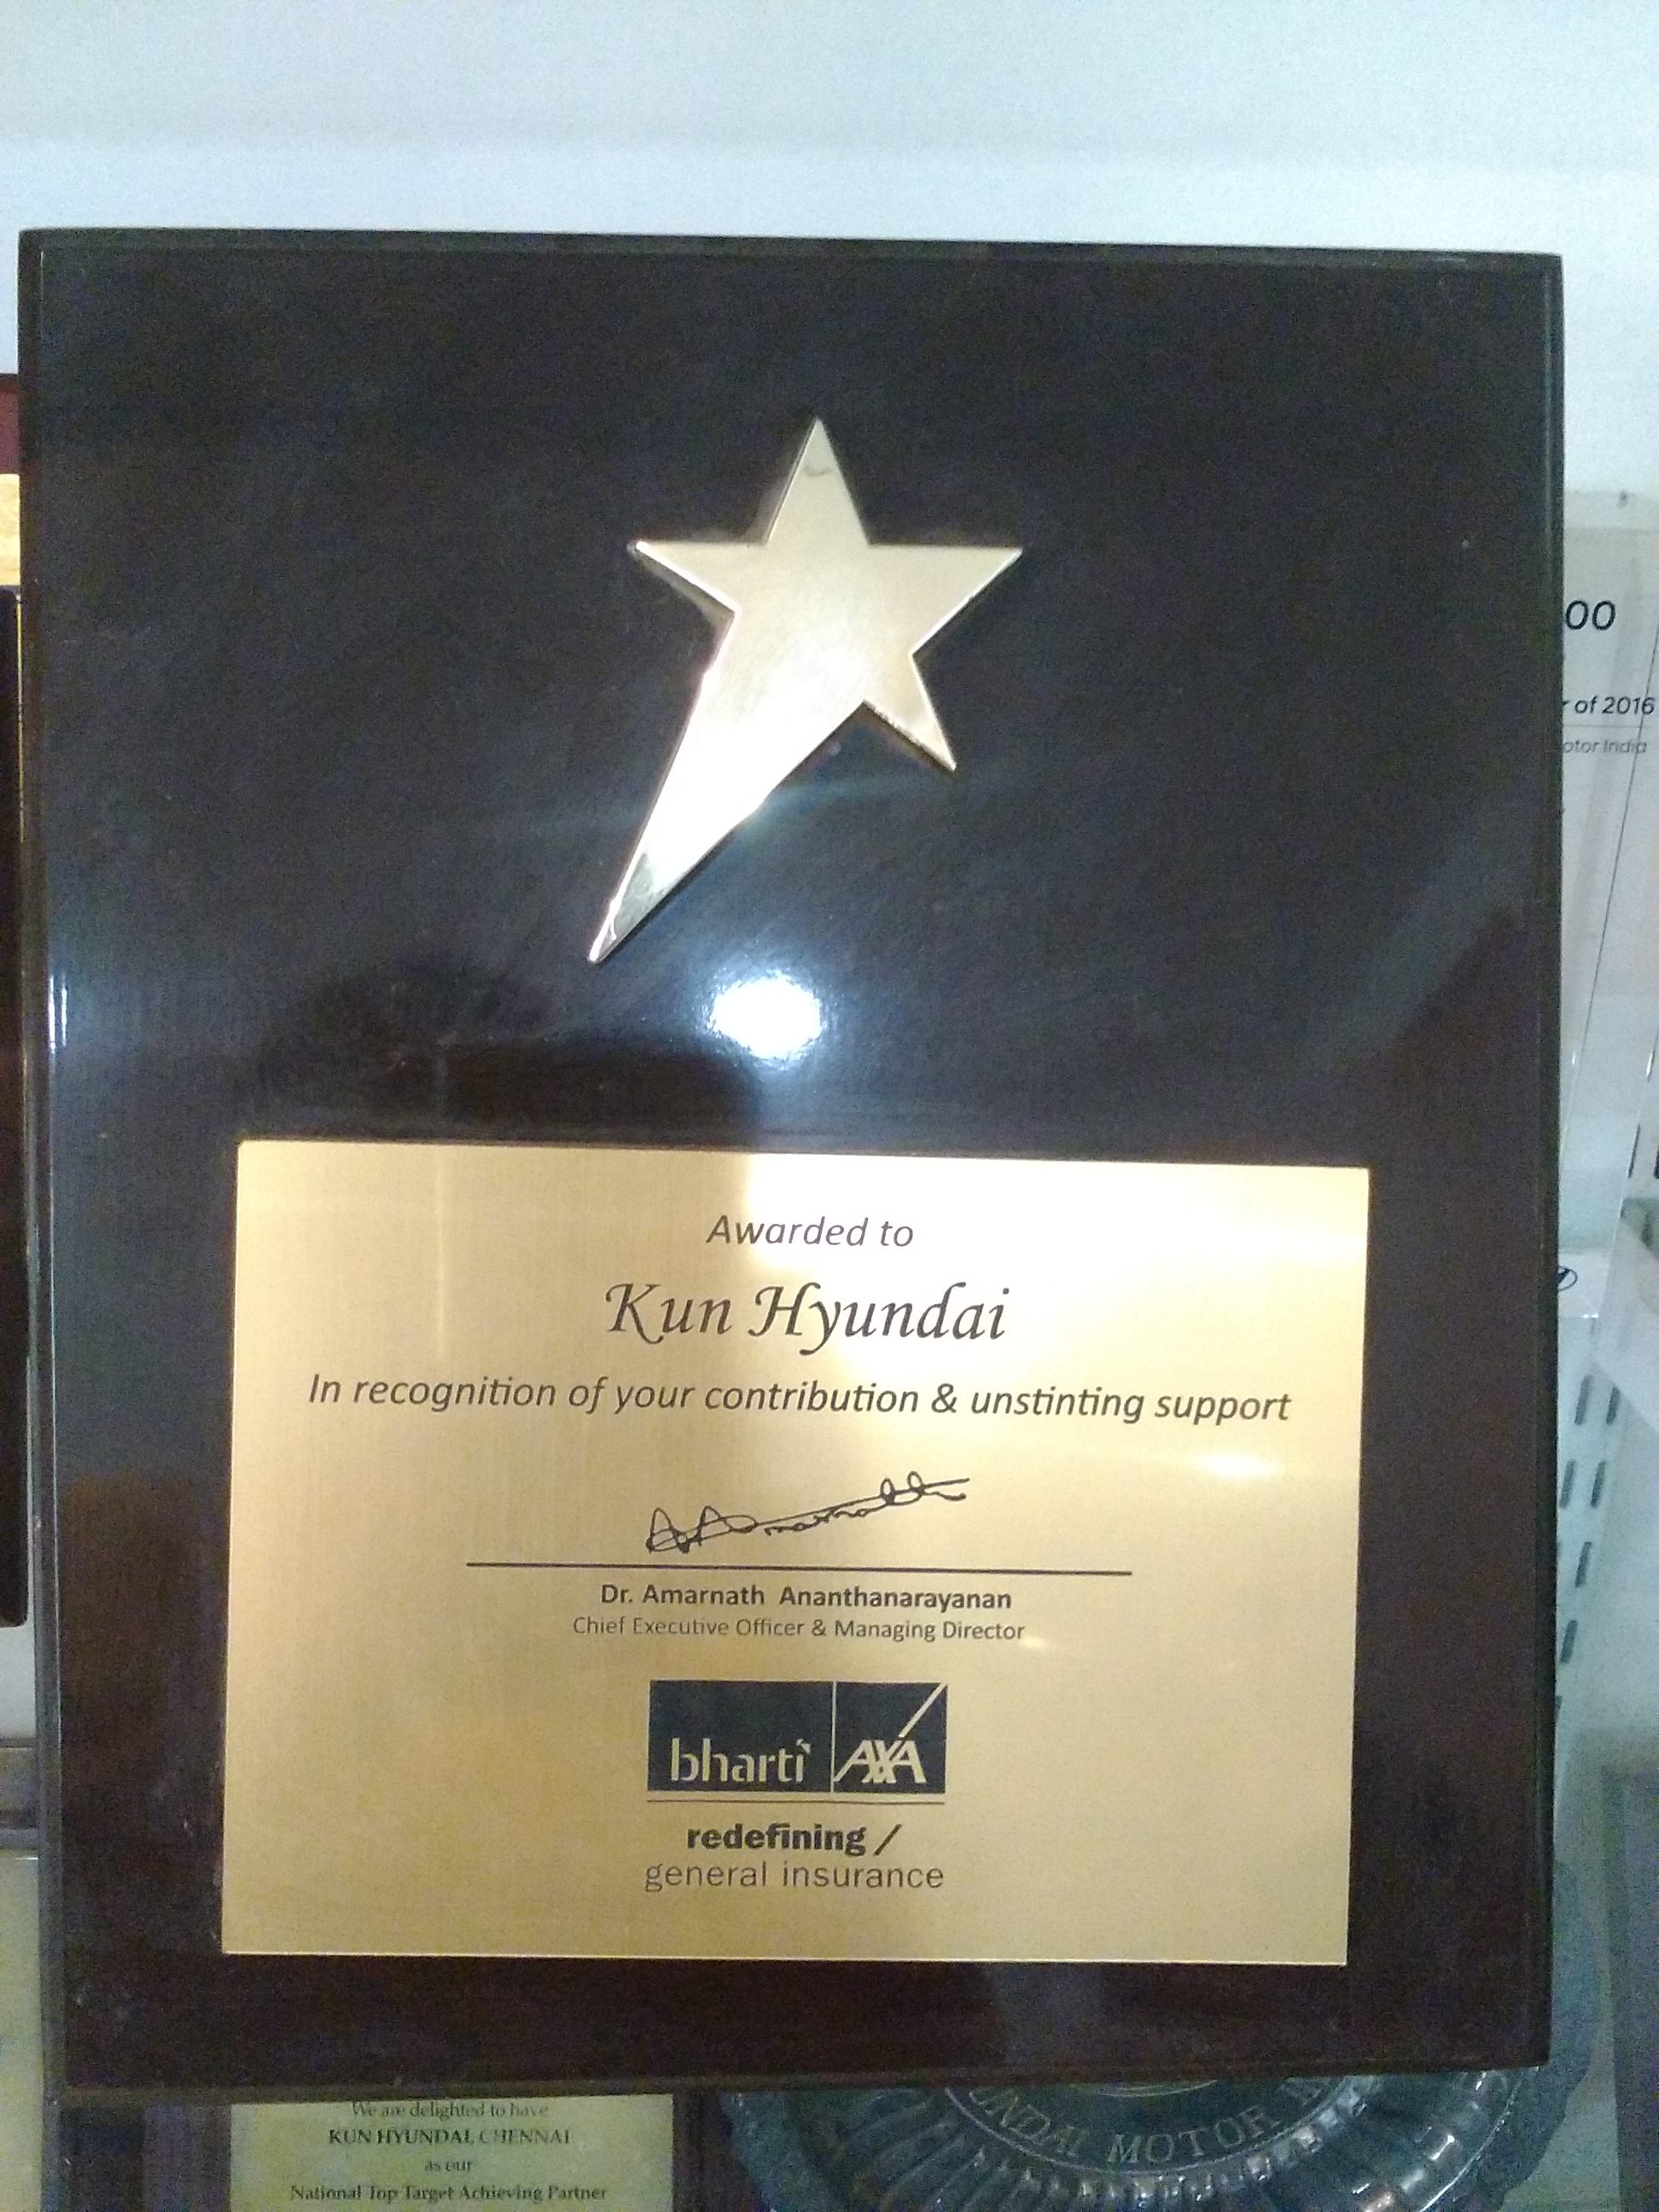 Awarded to
Kun Hyundai
In recognition of your contribution & unstinting support
Dr. Amarnath Ananthanarayanan
Chief Executive Officer & Managing Director
bharti AXA
redefining /
general insurance
00
of 2016
otor India
We are delighted to have
KUN HYUNDAI, CHENNAI
as our
National Top Target Achieving Partner
NDAI MOTOR